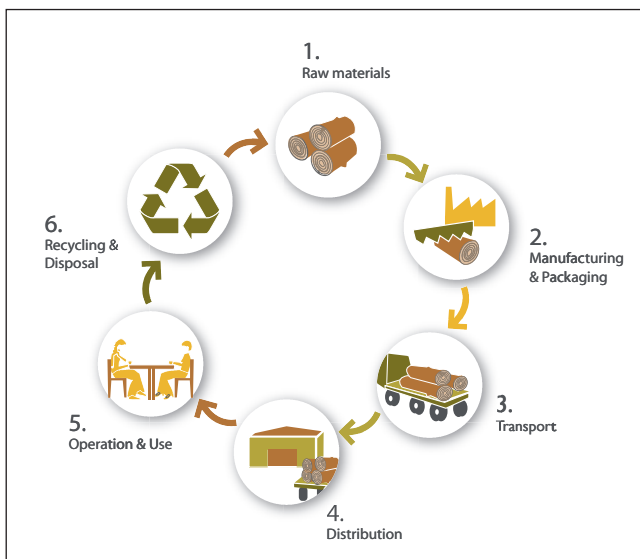 1.
Raw materials
2.
Manufacturing
& Packaging
3.
Transport
4.
Distribution
5.
Operation & Use
6.
Recycling &
Disposal